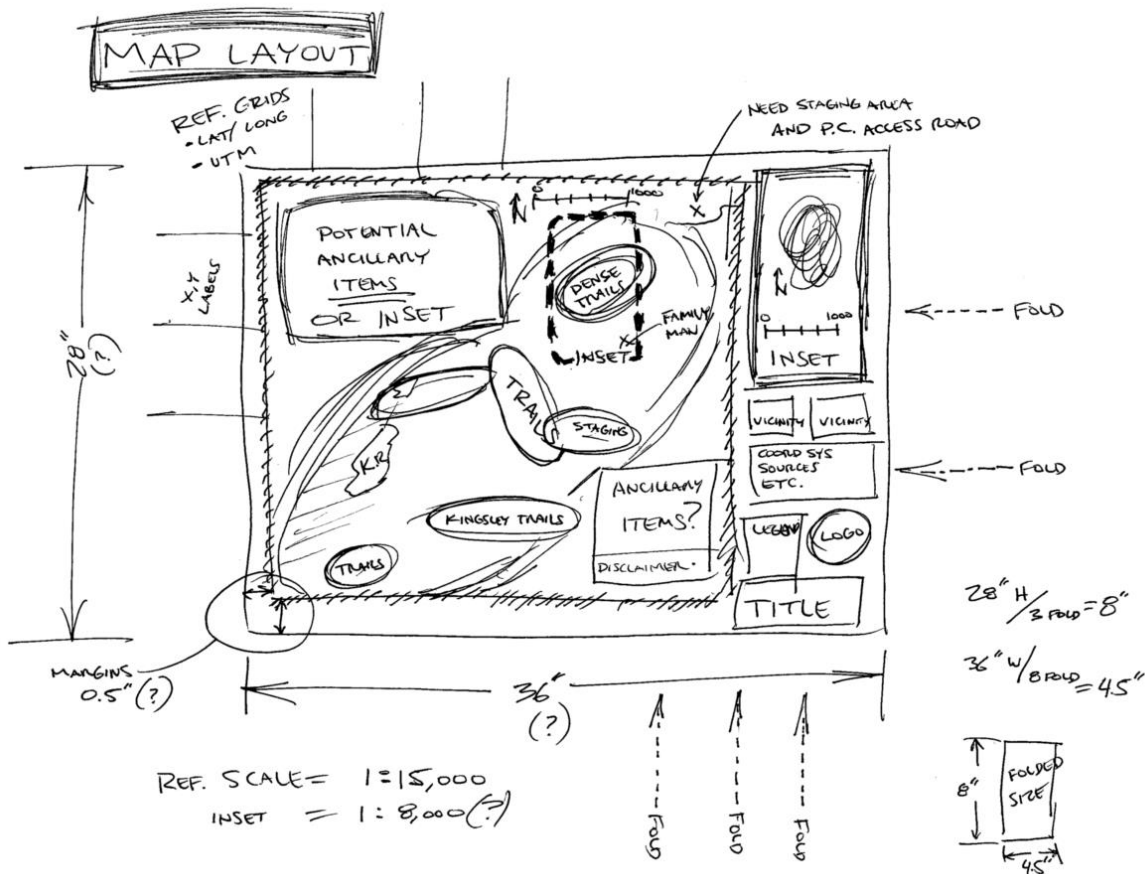 MAP LAYOUT
REF. GRIDS
• LAT/LONG
• UTM
NEED STAGING AREA
AND P.C. ACCESS ROAD
X,Y
LABELS
28"
(?)
POTENTIAL
ANCILLARY
ITEMS
OR INSET
N
0 1000
X
DENSE
TRAILS
X FAMILY
MAN
INSET
TRAIL
STAGING
K.R.
KINGSLEY TRAILS
TRAILS
ANCILLARY
ITEMS?
DISCLAIMER.
N
0 1000
INSET
FOLD
VICINITY VICINITY
COORD SYS
SOURCES
ETC.
FOLD
LEGEND
LOGO
TITLE
MARGINS
0.5" (?)
36"
(?)
28" H / 3 FOLD = 8"
36" W / 8 FOLD = 4.5"
REF. SCALE = 1:15,000
INSET = 1:8,000 (?)
FOLD
FOLD
FOLD
8"
FOLDED
SIZE
4.5"